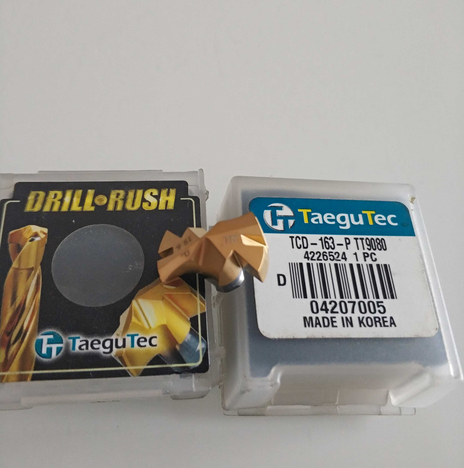 DRILL•RUSH
TaeguTec
TaeguTec
TCD-163-P TT9080
4226524 1 PC
D
04207005
MADE IN KOREA